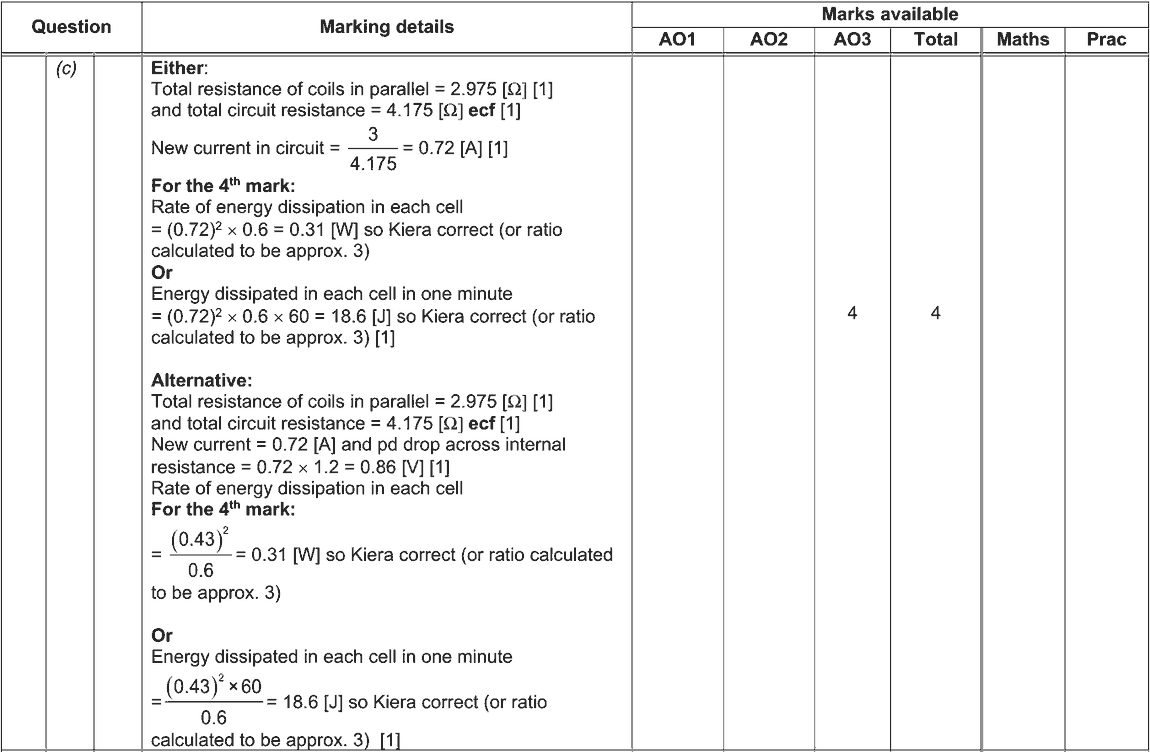 Question
Marking details
Marks available
AO1 AO2 AO3 Total Maths Prac
(c)
Either:
Total resistance of coils in parallel = 2.975 [Ω] [1]
and total circuit resistance = 4.175 [Ω] ecf [1]
New current in circuit = 3/4.175 = 0.72 [A] [1]
For the 4th mark:
Rate of energy dissipation in each cell
= (0.72)² × 0.6 = 0.31 [W] so Kiera correct (or ratio
calculated to be approx. 3)
Or
Energy dissipated in each cell in one minute
= (0.72)² × 0.6 × 60 = 18.6 [J] so Kiera correct (or ratio
calculated to be approx. 3) [1]
4 4
Alternative:
Total resistance of coils in parallel = 2.975 [Ω] [1]
and total circuit resistance = 4.175 [Ω] ecf [1]
New current = 0.72 [A] and pd drop across internal
resistance = 0.72 × 1.2 = 0.86 [V] [1]
Rate of energy dissipation in each cell
For the 4th mark:
= (0.43)²/0.6 = 0.31 [W] so Kiera correct (or ratio calculated
to be approx. 3)
Or
Energy dissipated in each cell in one minute
= (0.43)² × 60/0.6 = 18.6 [J] so Kiera correct (or ratio
calculated to be approx. 3) [1]